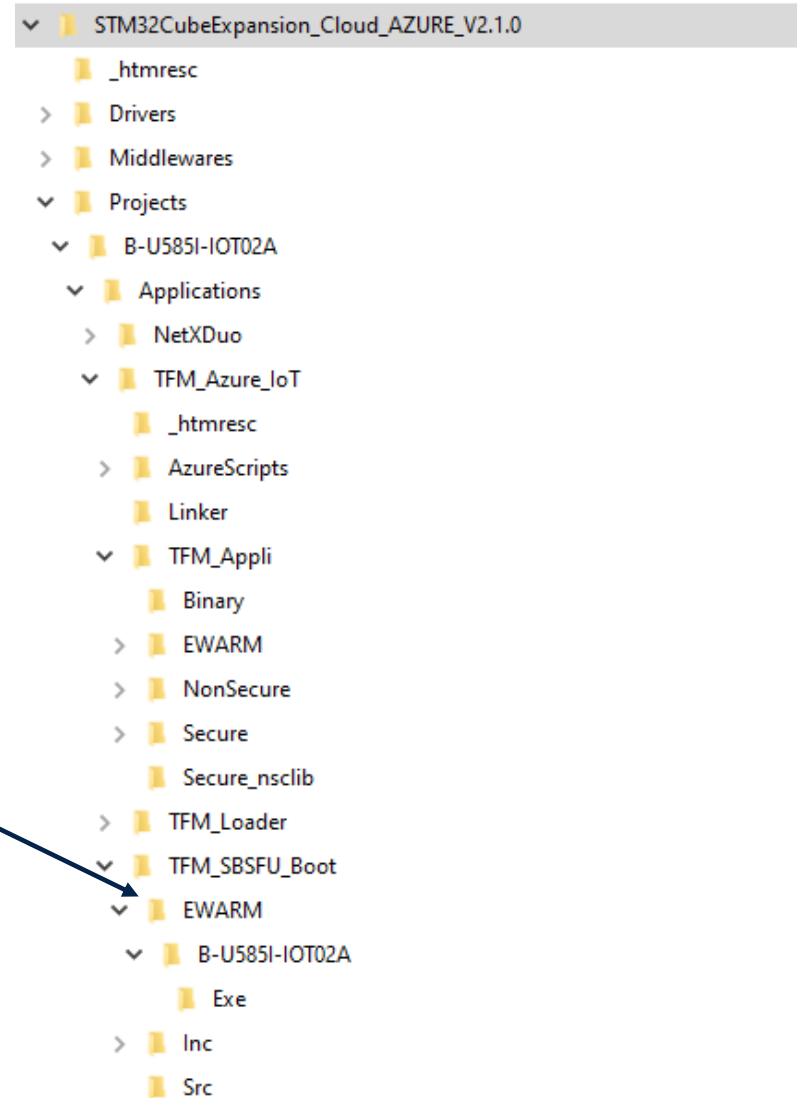 STM32CubeExpansion_Cloud_AZURE_V2.1.0
_htmresc
Drivers
Middlewares
Projects
B-U585I-IOT02A
Applications
NetXDuo
TFM_Azure_IoT
_htmresc
AzureScripts
Linker
TFM_Appli
Binary
EWARM
NonSecure
Secure
Secure_nsclib
TFM_Loader
TFM_SBSFU_Boot
EWARM
B-U585I-IOT02A
Exe
Inc
Src